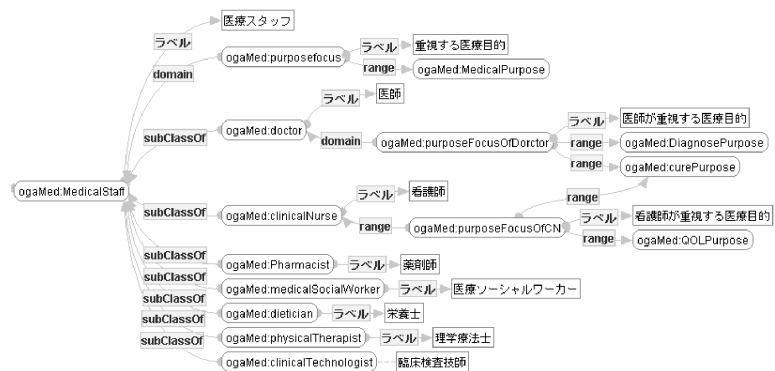 医療スタッフ
ラベル
ogaMed:purposefocus
ラベル
重視する医療目的
domain
range
ogaMed:MedicalPurpose
ラベル
医師
subClassOf
ogaMed:doctor
domain
ogaMed:purposeFocusOfDorctor
ラベル
医師が重視する医療目的
range
ogaMed:DiagnosePurpose
range
ogaMed:curePurpose
ogaMed:MedicalStaff
subClassOf
ogaMed:clinicalNurse
ラベル
看護師
range
range
ogaMed:purposeFocusOfCN
ラベル
看護師が重視する医療目的
range
ogaMed:QOLPurpose
subClassOf
ogaMed:Pharmacist
ラベル
薬剤師
subClassOf
ogaMed:medicalSocialWorker
ラベル
医療ソーシャルワーカー
subClassOf
ogaMed:dietician
ラベル
栄養士
subClassOf
ogaMed:physicalTherapist
ラベル
理学療法士
subClassOf
ogaMed:clinicalTechnologist
臨床検査技師